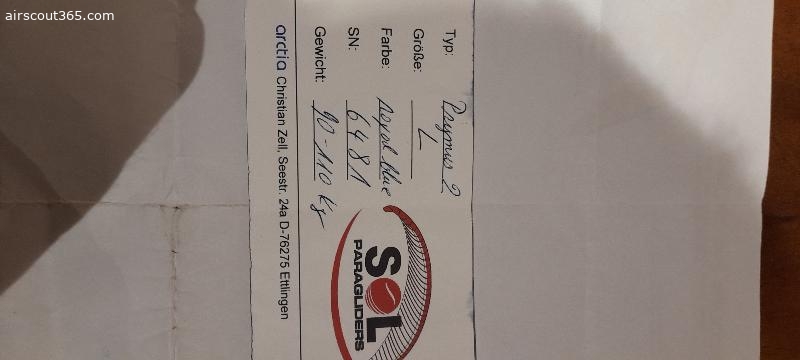 airscout365.com
Typ: Prymus 2
Größe: L
Farbe: Royal blue
SN: 6481
Gewicht: 90-110 kg
SOL
PARAGLIDERS
arctia Christian Zell, Seestr. 24a D-76275 Ettlingen